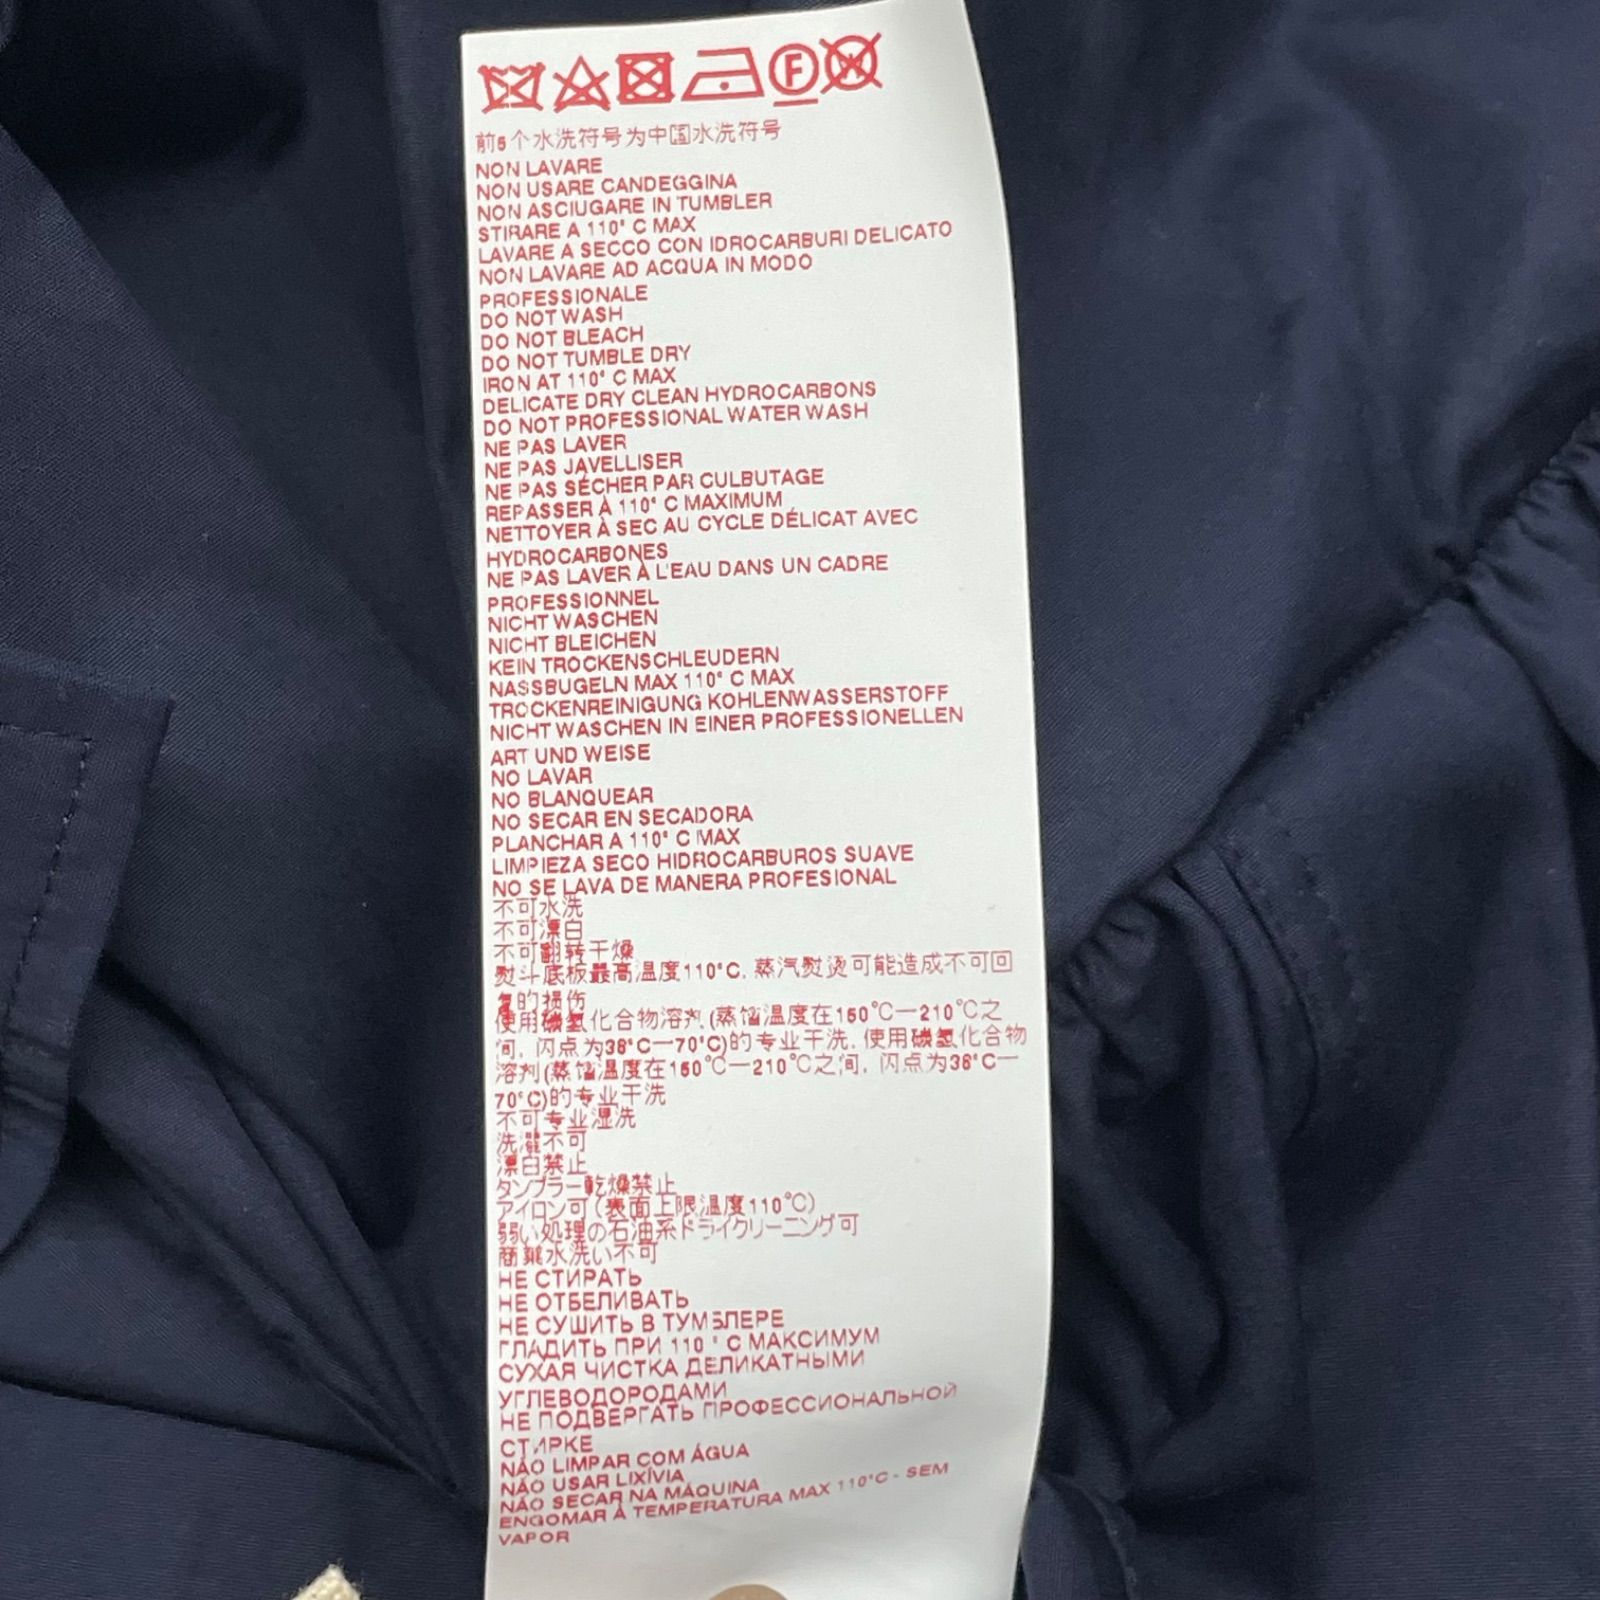 F
W
前5个水洗符号为中国水洗符号
NON LAVARE
NON USARE CANDEGGINA
NON ASCIUGARE IN TUMBLER
STIRARE A 110° C MAX
LAVARE A SECCO CON IDROCARBURI DELICATO
NON LAVARE AD ACQUA IN MODO
PROFESSIONALE
DO NOT WASH
DO NOT BLEACH
DO NOT TUMBLE DRY
IRON AT 110° C MAX
DELICATE DRY CLEAN HYDROCARBONS
DO NOT PROFESSIONAL WATER WASH
NE PAS LAVER
NE PAS JAVELLISER
NE PAS SÉCHER PAR CULBUTAGE
REPASSER À 110° C MAXIMUM
NETTOYER À SEC AU CYCLE DÉLICAT AVEC
HYDROCARBONES
NE PAS LAVER À L'EAU DANS UN CADRE
PROFESSIONNEL
NICHT WASCHEN
NICHT BLEICHEN
KEIN TROCKENSCHLEUDERN
NASSBUGELN MAX 110° C MAX
TROCKENREINIGUNG KOHLENWASSERSTOFF
NICHT WASCHEN IN EINER PROFESSIONELLEN
ART UND WEISE
NO LAVAR
NO BLANQUEAR
NO SECAR EN SECADORA
PLANCHAR A 110° C MAX
LIMPIEZA SECO HIDROCARBUROS SUAVE
NO SE LAVA DE MANERA PROFESIONAL
不可水洗
不可漂白
不可翻转干燥
熨斗底板最高温度110°C. 蒸汽熨烫可能造成不可回
复的损伤
使用碳氢化合物溶剂(蒸馏温度在150°C—210°C之
间, 闪点为38°C—70°C)的专业干洗. 使用碳氢化合物
溶剂(蒸馏温度在150°C—210°C之间, 闪点为38°C—
70°C)的专业干洗
不可专业湿洗
洗濯不可
漂白禁止
タンブラー乾燥禁止
アイロン可(表面上限温度110°C)
弱い処理の石油系ドライクリーニング可
商業水洗い不可
НЕ СТИРАТЬ
НЕ ОТБЕЛИВАТЬ
НЕ СУШИТЬ В ТУМБЛЕРЕ
ГЛАДИТЬ ПРИ 110 ° С МАКСИМУМ
СУХАЯ ЧИСТКА ДЕЛИКАТНЫМИ
УГЛЕВОДОРОДАМИ
НЕ ПОДВЕРГАТЬ ПРОФЕССИОНАЛЬНОЙ
СТИРКЕ
NÃO LIMPAR COM ÁGUA
NÃO USAR LIXÍVIA
NÃO SECAR NA MÁQUINA
ENGOMAR À TEMPERATURA MAX 110°C - SEM
VAPOR